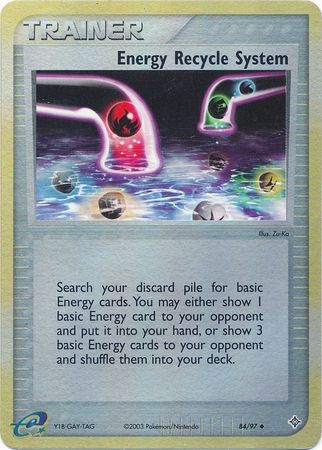 TRAINER
Energy Recycle System
Illus. Zu-Ka
Search your discard pile for basic
Energy cards. You may either show 1
basic Energy card to your opponent
and put it into your hand, or show 3
basic Energy cards to your opponent
and shuffle them into your deck.
e
Y1B-GAY-TAG
©2003 Pokémon/Nintendo
84/97 ◆